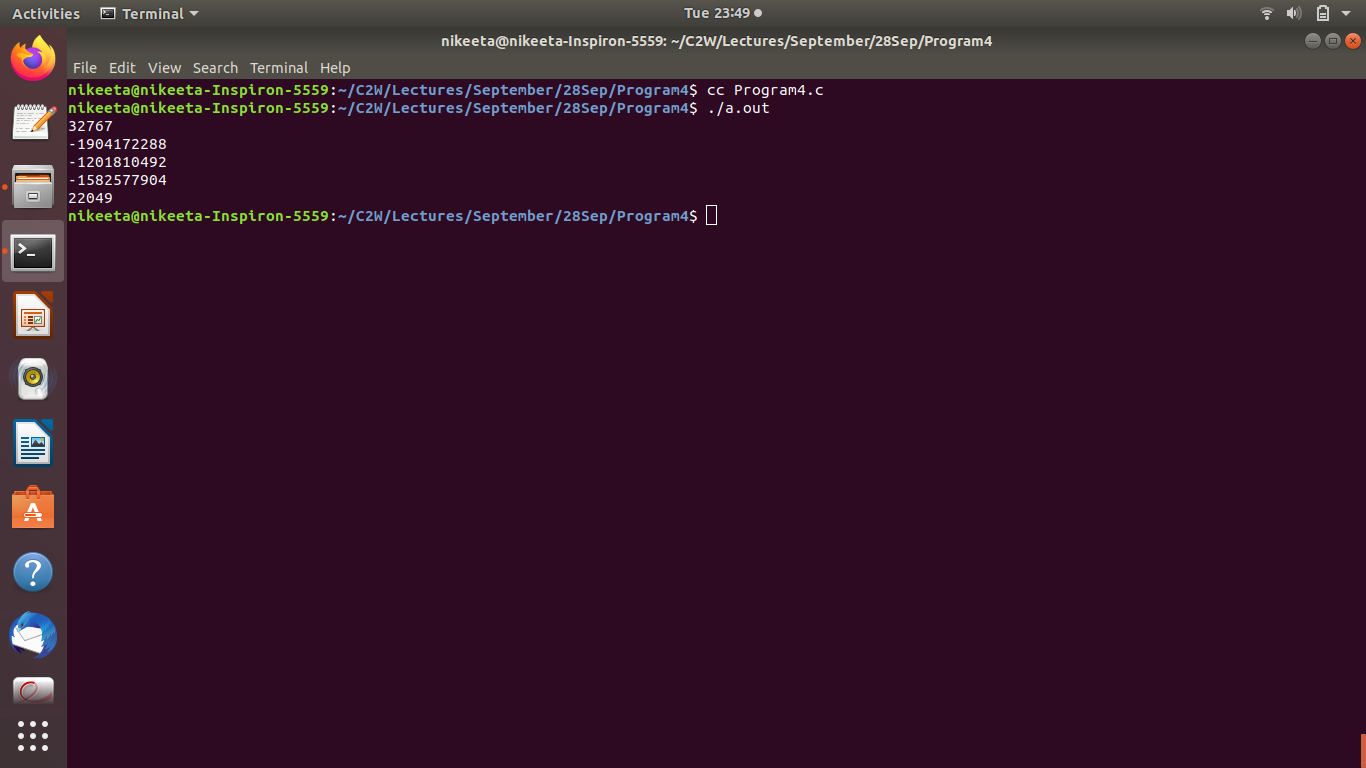 Activities Terminal Tue 23:49
nikeeta@nikeeta-Inspiron-5559: ~/C2W/Lectures/September/28Sep/Program4
File Edit View Search Terminal Help
nikeeta@nikeeta-Inspiron-5559:~/C2W/Lectures/September/28Sep/Program4$ cc Program4.c
nikeeta@nikeeta-Inspiron-5559:~/C2W/Lectures/September/28Sep/Program4$ ./a.out
32767
-1904172288
-1201810492
-1582577904
22049
nikeeta@nikeeta-Inspiron-5559:~/C2W/Lectures/September/28Sep/Program4$